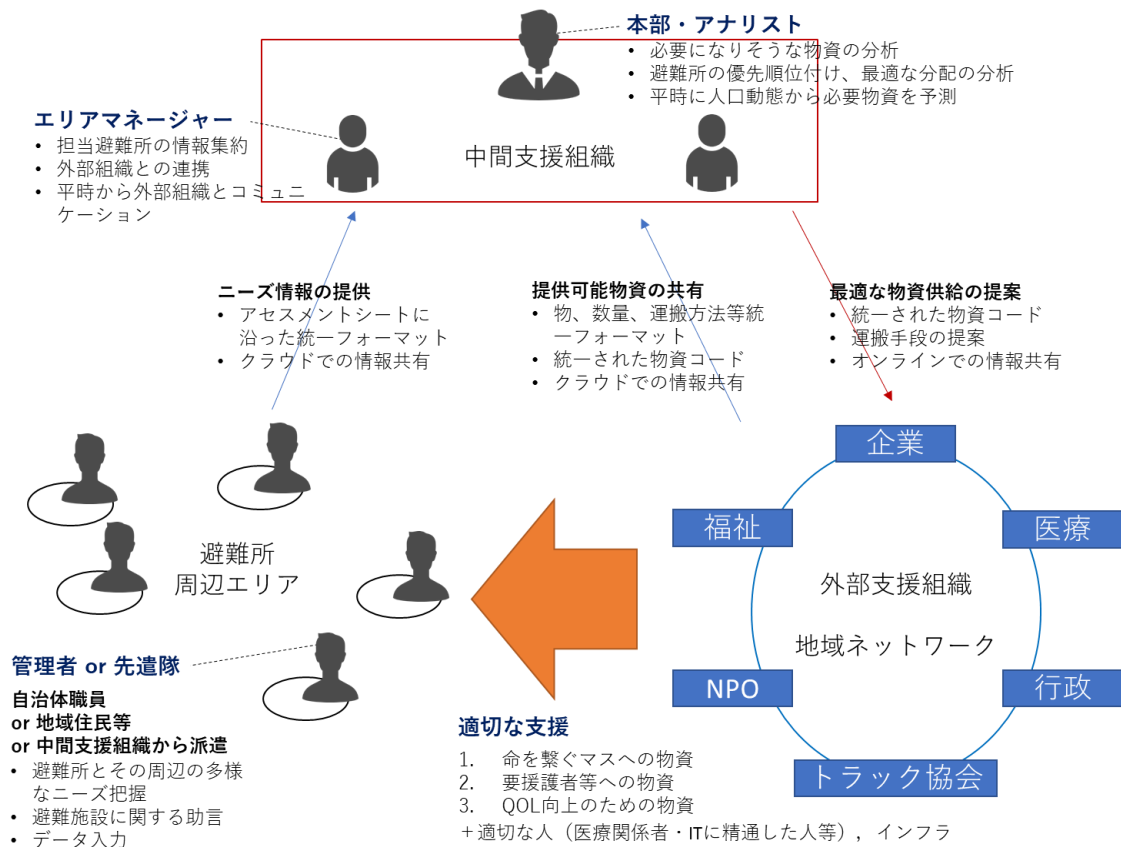 本部・アナリスト
• 必要になりそうな物資の分析
• 避難所の優先順位付け、最適な分配の分析
• 平時に人口動態から必要物資を予測
エリアマネージャー
• 担当避難所の情報集約
• 外部組織との連携
• 平時から外部組織とコミュニ
ケーション
中間支援組織
ニーズ情報の提供
• アセスメントシートに
沿った統一フォーマット
• クラウドでの情報共有
提供可能物資の共有
• 物、数量、運搬方法等統
一フォーマット
• 統一された物資コード
• クラウドでの情報共有
最適な物資供給の提案
• 統一された物資コード
• 運搬手段の提案
• オンラインでの情報共有
避難所
周辺エリア
管理者 or 先遣隊
自治体職員
or 地域住民等
or 中間支援組織から派遣
• 避難所とその周辺の多様
なニーズ把握
• 避難施設に関する助言
• データ入力
企業
福祉
医療
外部支援組織
地域ネットワーク
NPO
行政
トラック協会
適切な支援
1. 命を繋ぐマスへの物資
2. 要援護者等への物資
3. QOL向上のための物資
＋適切な人（医療関係者・ITに精通した人等）, インフラ